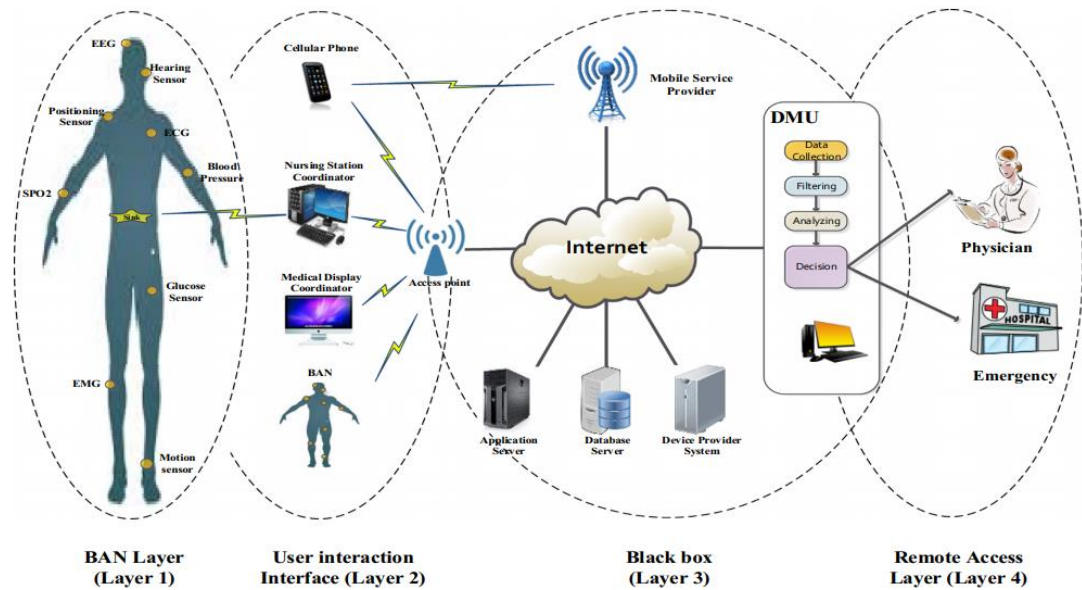 EEG
Hearing
Sensor
Positioning
Sensor
ECG
Blood
Pressure
SPO2
Sink
Glucose
Sensor
EMG
Motion
sensor
Cellular Phone
Nursing Station
Coordinator
Medical Display
Coordinator
BAN
Access point
Mobile Service
Provider
Internet
Application
Server
Database
Server
Device Provider
System
DMU
Data
Collection
Filtering
Analyzing
Decision
Physician
HOSPITAL
Emergency
BAN Layer
(Layer 1)
User interaction
Interface (Layer 2)
Black box
(Layer 3)
Remote Access
Layer (Layer 4)